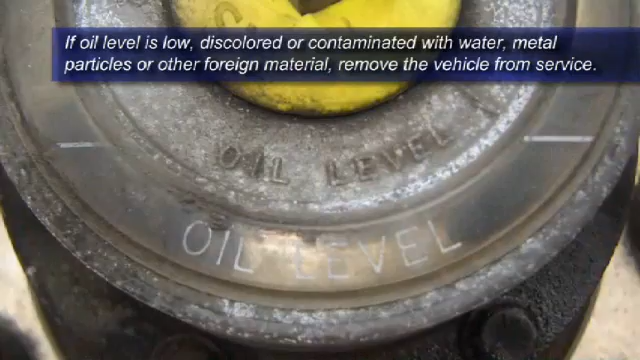 If oil level is low, discolored or contaminated with water, metal
particles or other foreign material, remove the vehicle from service.
OIL LEVEL
OIL LEVEL